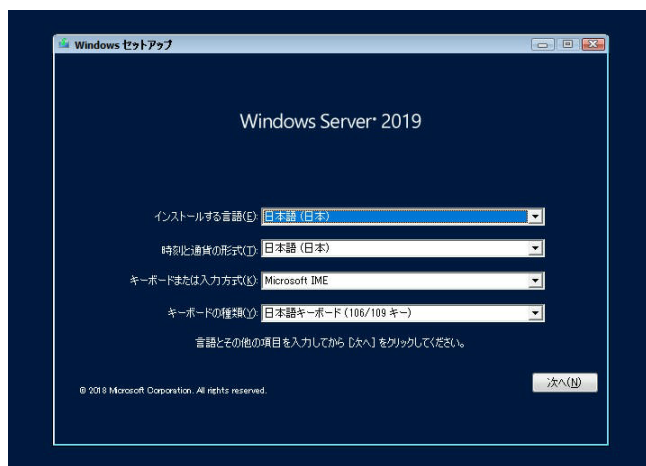 Windows セットアップ
Windows Server 2019
インストールする言語(E): 日本語 (日本)
時刻と通貨の形式(T): 日本語 (日本)
キーボードまたは入力方式(K): Microsoft IME
キーボードの種類(Y): 日本語キーボード (106/109 キー)
言語とその他の項目を入力してから [次へ] をクリックしてください。
次へ(N)
© 2018 Microsoft Corporation. All rights reserved.